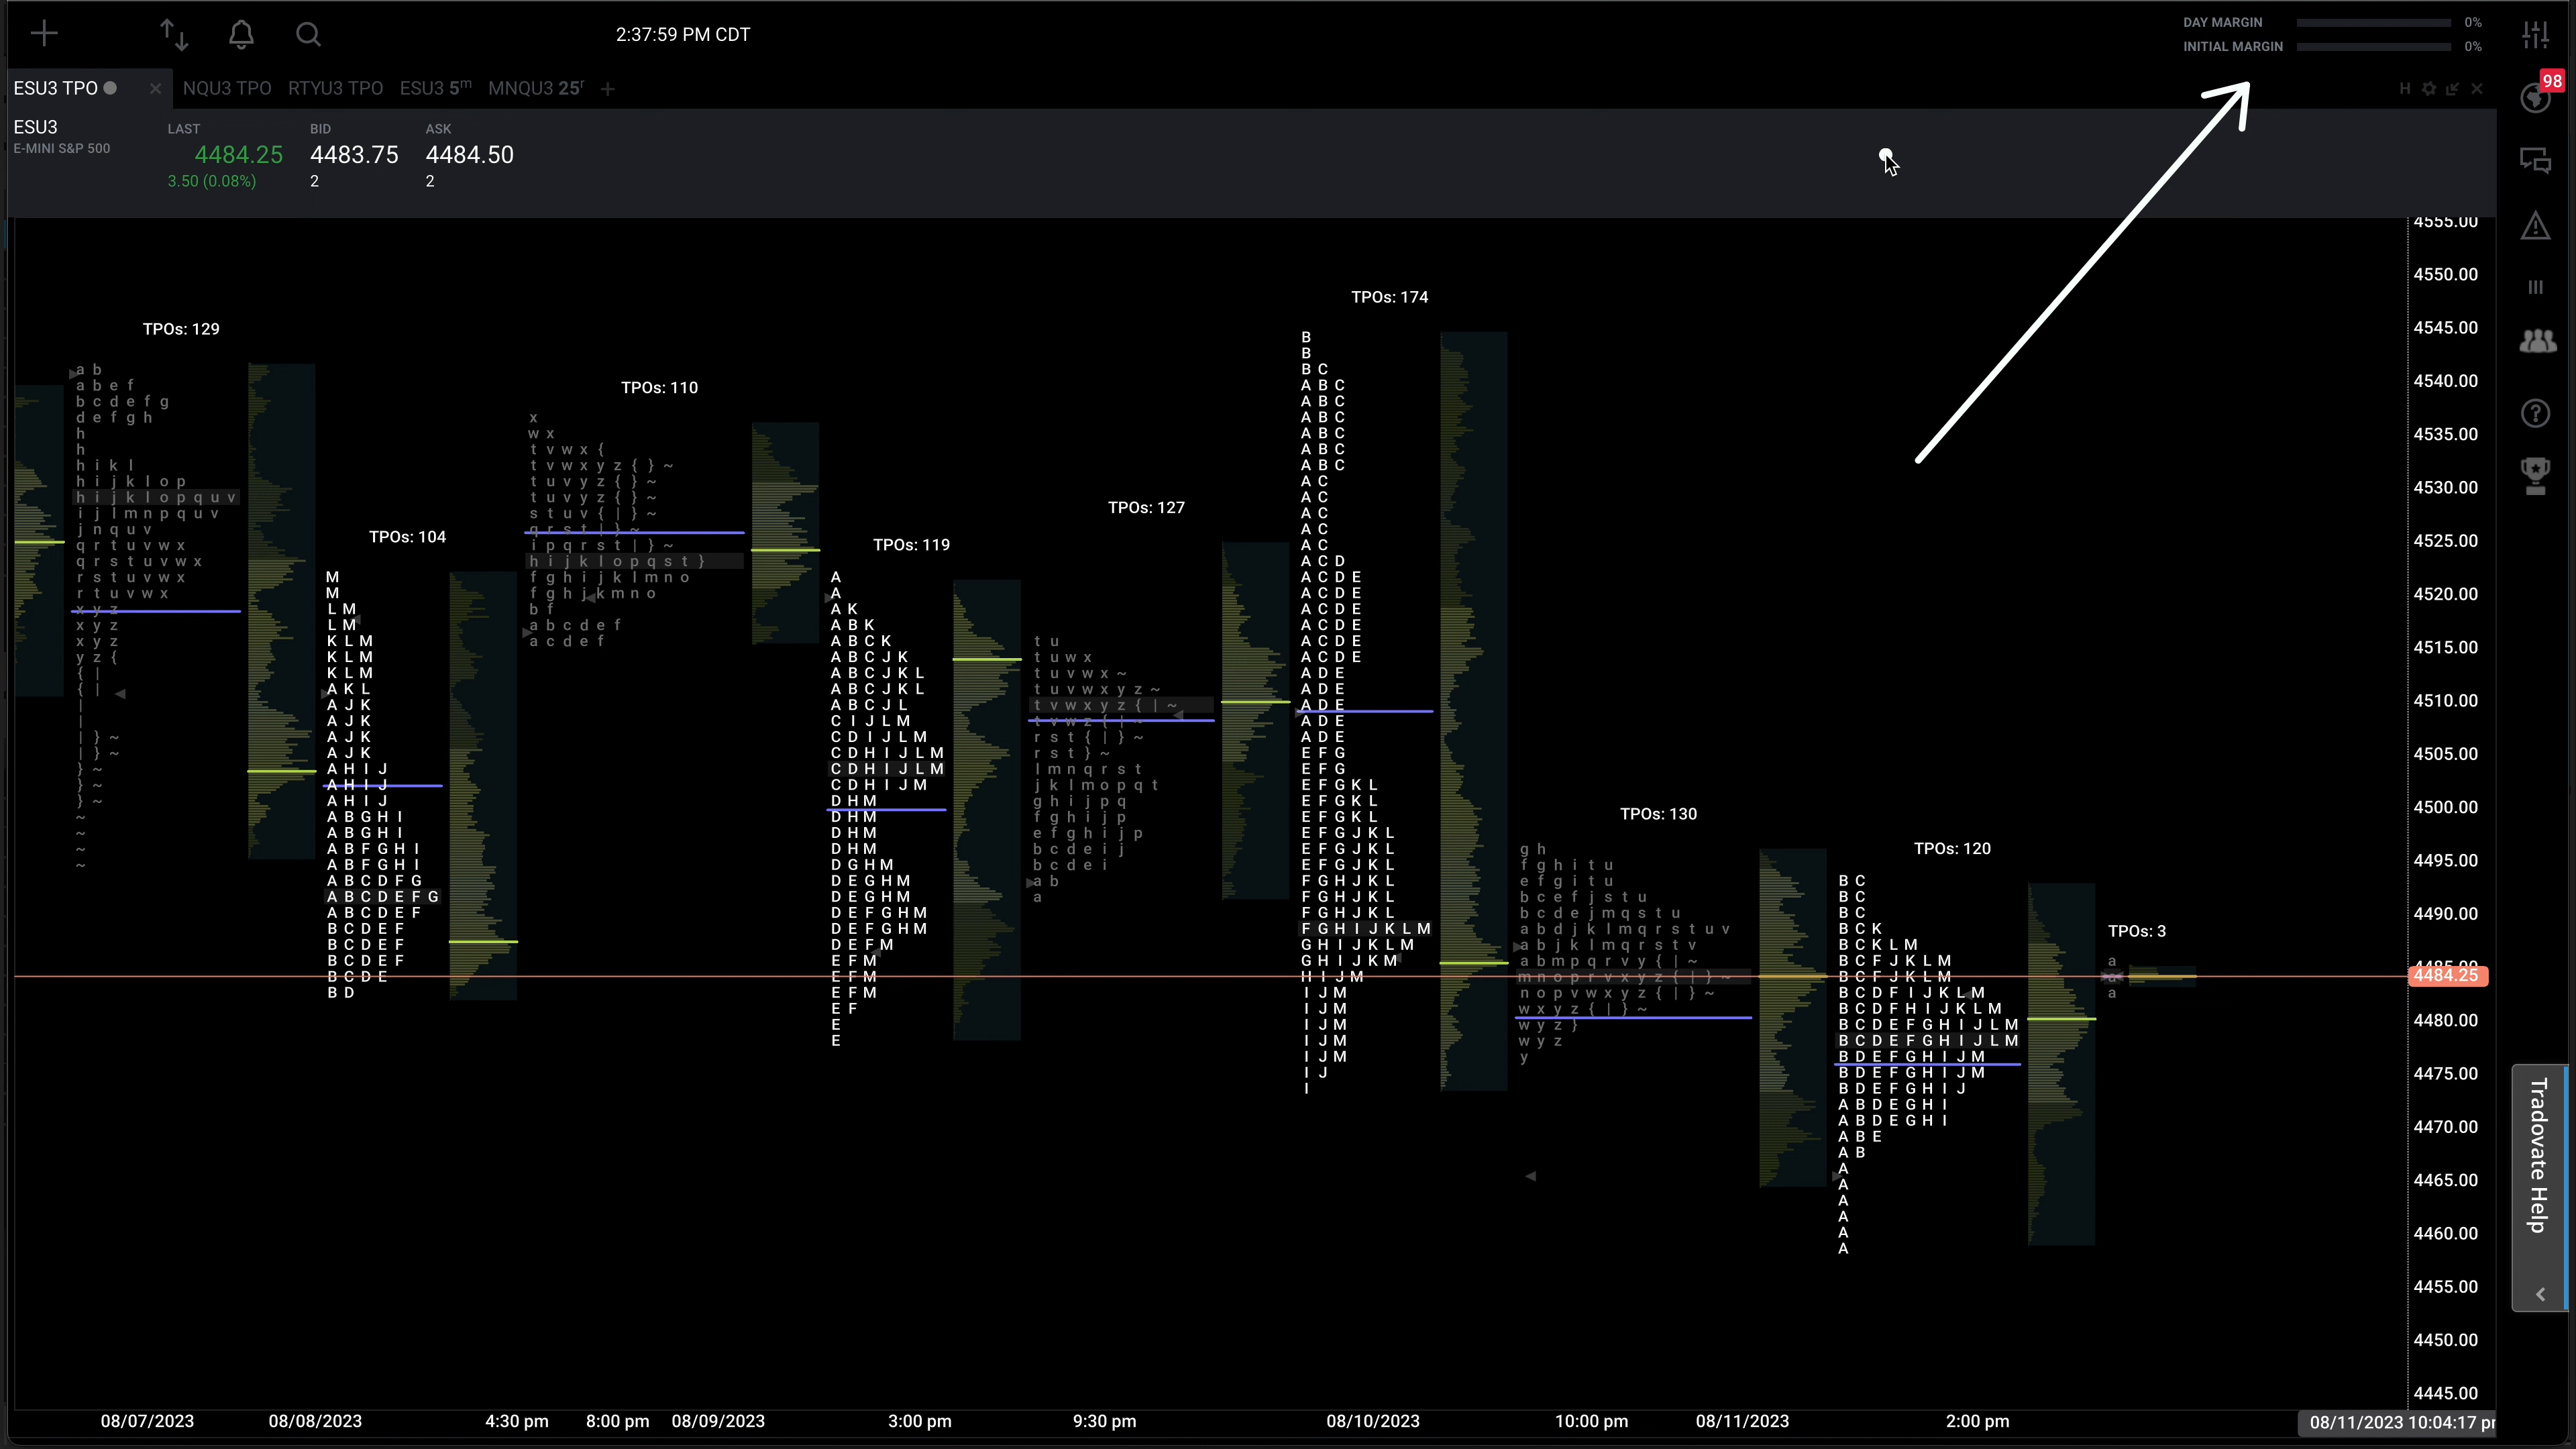 2:37:59 PM CDT
DAY MARGIN 0%
INITIAL MARGIN 0%
98
ESU3 TPO NQU3 TPO RTYU3 TPO ESU3 5m MNQU3 25r
H
ESU3 LAST BID ASK
E-MINI S&P 500 4484.25 4483.75 4484.50
3.50 (0.08%) 2 2
TPOs: 129
a b
a b e f
b c d e f g
d e f g h
h
h
h i k l
h i j k l o p
h i j k l o p q u v
i j l m n p q u v
j n q u v
q r t u v w x
q r s t u v w x
r s t u v w x
r t u v w x
x y z
x y z
x y z
y z {
{ |
{ |
|
|
| } ~
| } ~
} ~
} ~
} ~
~
~
~
~
TPOs: 104
M
M
L M
L M
K L M
K L M
K L M
A K L
A J K
A J K
A J K
A J K
A H I J
A H I J
A H I J
A B G H I
A B G H I
A B F G H I
A B F G H I
A B C D F G
A B C D E F G
A B C D E F
B C D E F
B C D E F
B C D E F
B C D E
B D
TPOs: 110
x
w x
t v w x {
t v w x y z { } ~
t u v y z { } ~
t u v y z { } ~
s t u v { | } ~
q r s t | } ~
i p q r s t | } ~
h i j k l o p q s t }
f g h i j k l m n o
f g h j k m n o
b f
a b c d e f
a c d e f
TPOs: 119
A
A
A K
A B K
A B C K
A B C J K
A B C J K L
A B C J K L
A B C J L
C I J L M
C D I J L M
C D H I J L M
C D H I J L M
C D H I J M
D H M
D H M
D H M
D H M
D G H M
D E G H M
D E G H M
D E F G H M
D E F G H M
D E F M
E F M
E F M
E F M
E F
E
E
TPOs: 127
t u
t u w x
t u v w x ~
t u v w x y z ~
t v w x y z { | ~
t v w z { | ~
r s t { | } ~
r s t } ~
l m n q r s t
j k l m o p q t
g h i j p q
f g h i j p
e f g h i j p
b c d e i j
b c d e i
a b
a
TPOs: 174
B
B
B C
A B C
A B C
A B C
A B C
A B C
A B C
A C
A C
A C
A C
A C
A C D
A C D E
A C D E
A C D E
A C D E
A C D E
A C D E
A D E
A D E
A D E
A D E
A D E
E F G
E F G
E F G K L
E F G K L
E F G K L
E F G J K L
E F G J K L
E F G J K L
F G H J K L
F G H J K L
F G H J K L
F G H I J K L M
G H I J K L M
G H I J K M
H I J M
I J M
I J M
I J M
I J M
I J M
I J
I
TPOs: 130
g h
f g h i t u
e f g i t u
b c e f j s t u
b c d e j m q s t u
a b d j k l m q r s t u v
a b j k l m q r s t v
a b m p q r v y { | ~
m n o p r v x y z { | } ~
n o p v w x y z { | } ~
w x y z { | } ~
w y z }
w y z
y
TPOs: 120
B C
B C
B C
B C K
B C K L M
B C F J K L M
B C F J K L M
B C D F I J K L M
B C D F H I J K L M
B C D E F G H I J L M
B C D E F G H I J L M
B D E F G H I J M
B D E F G H I J M
B D E F G H I J
A B D E G H I
A B D E G H I
A B E
A B
A
A
A
A
A
A
TPOs: 3
a
a
a
4555.00
4550.00
4545.00
4540.00
4535.00
4530.00
4525.00
4520.00
4515.00
4510.00
4505.00
4500.00
4495.00
4490.00
4485.00
4484.25
4480.00
4475.00
4470.00
4465.00
4460.00
4455.00
4450.00
4445.00
Tradovate Help
08/07/2023 08/08/2023 4:30 pm 8:00 pm 08/09/2023 3:00 pm 9:30 pm 08/10/2023 10:00 pm 08/11/2023 2:00 pm 08/11/2023 10:04:17 pm